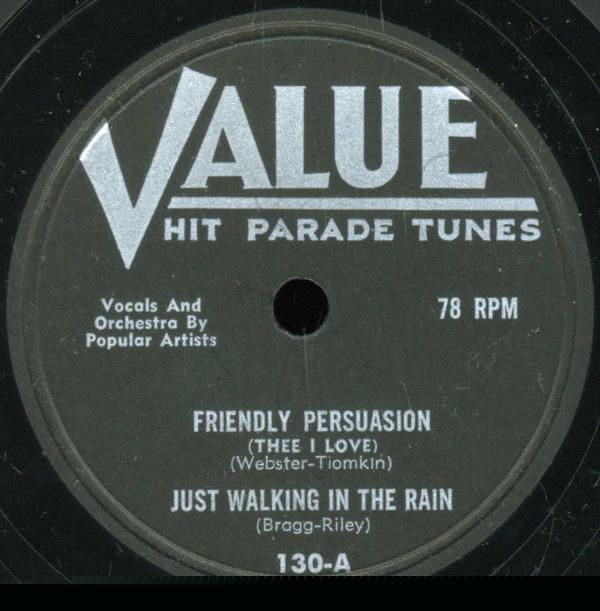 VALUE
HIT PARADE TUNES
Vocals And
Orchestra By
Popular Artists
78 RPM
FRIENDLY PERSUASION
(THEE I LOVE)
(Webster-Tiomkin)
JUST WALKING IN THE RAIN
(Bragg-Riley)
130-A